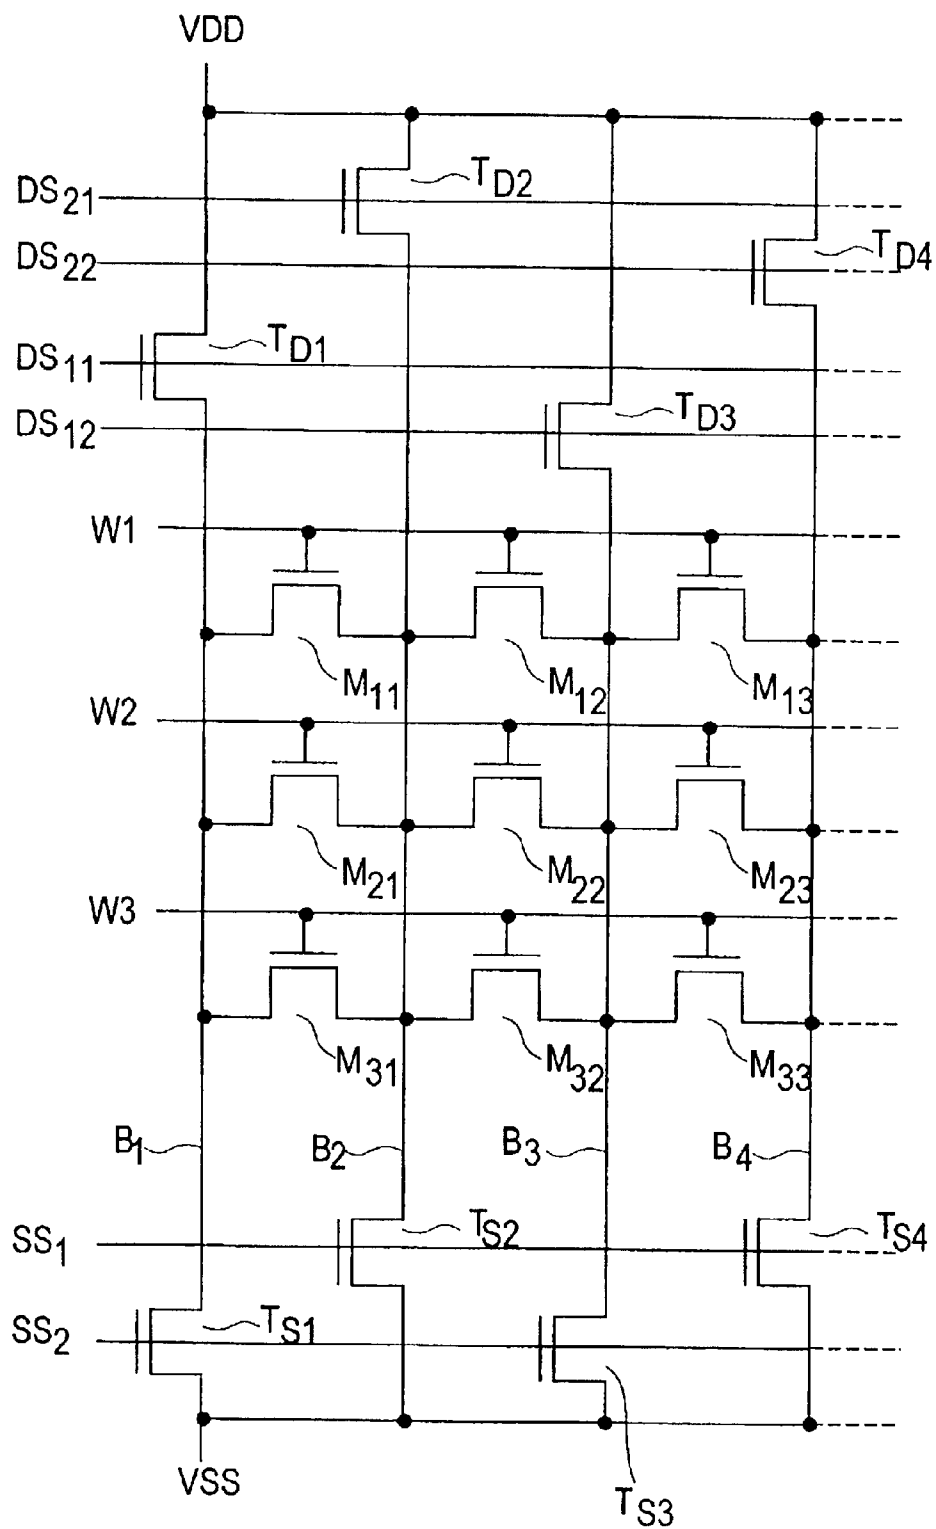 VDD
DS21
TD2
DS22
TD4
DS11
TD1
DS12
TD3
W1
M11
M12
M13
W2
M21
M22
M23
W3
M31
M32
M33
B1
B2
B3
B4
SS1
TS2
TS4
SS2
TS1
VSS
TS3